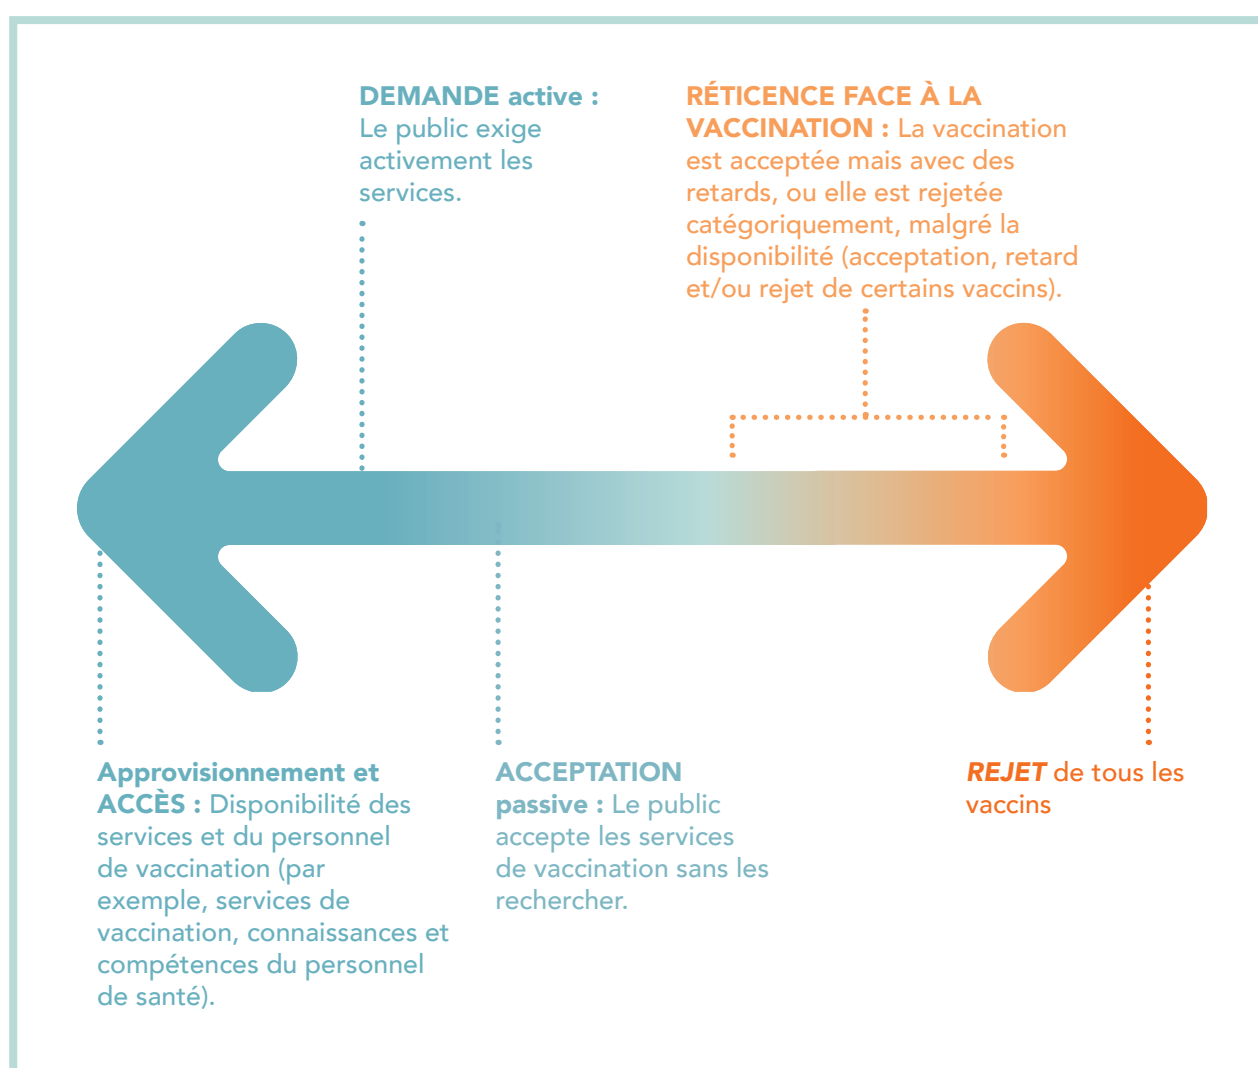 DEMANDE active :
Le public exige
activement les
services.
RÉTICENCE FACE À LA
VACCINATION : La vaccination
est acceptée mais avec des
retards, ou elle est rejetée
catégoriquement, malgré la
disponibilité (acceptation, retard
et/ou rejet de certains vaccins).
Approvisionnement et
ACCÈS : Disponibilité des
services et du personnel
de vaccination (par
exemple, services de
vaccination, connaissances et
compétences du personnel
de santé).
ACCEPTATION
passive : Le public
accepte les services
de vaccination sans les
rechercher.
REJET de tous les
vaccins